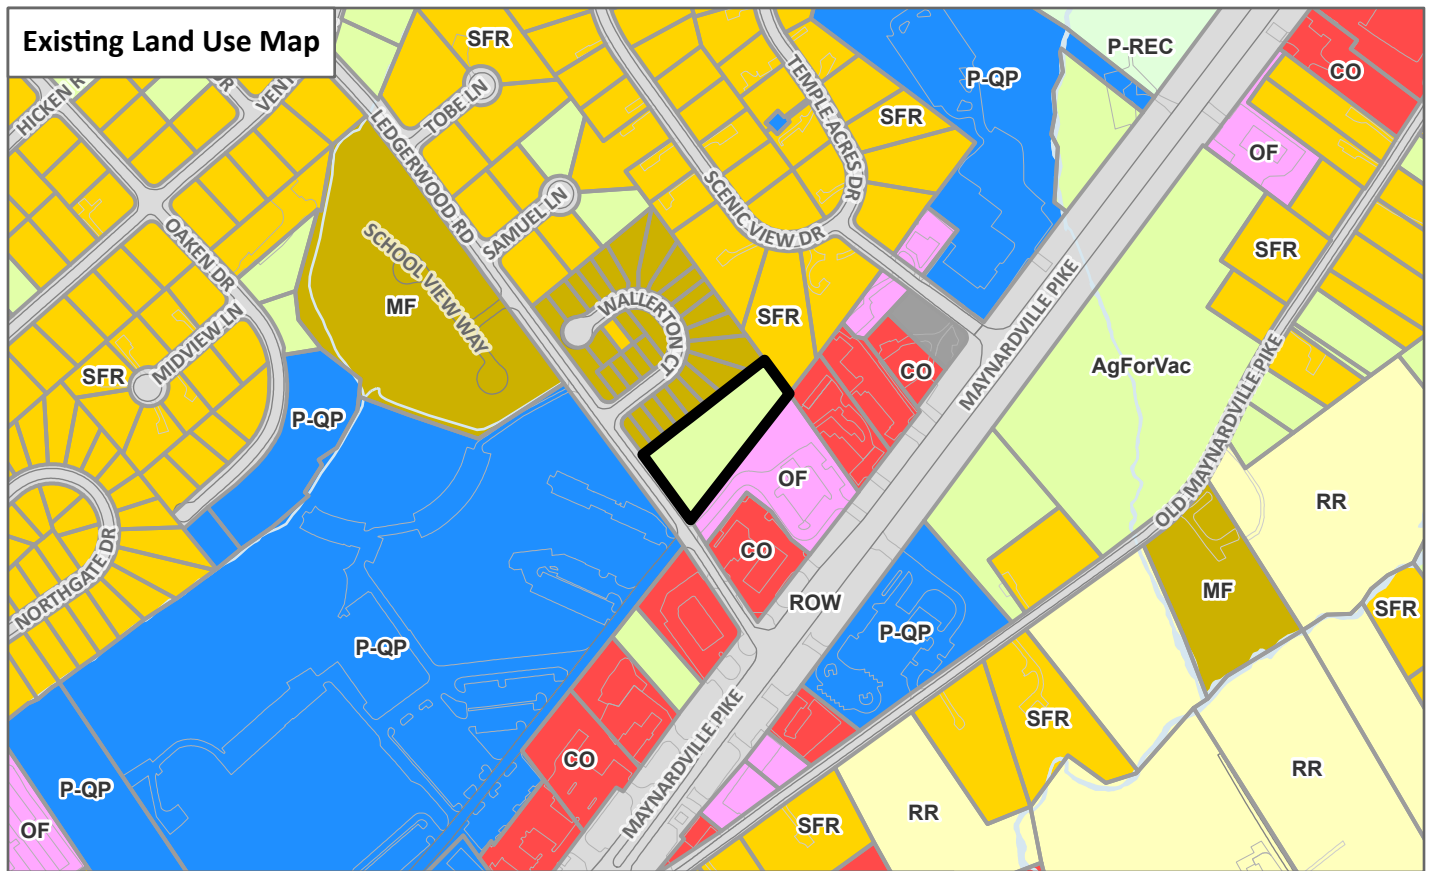 Existing Land Use Map
SFR
P-REC
P-QP
CO
HICKEN R
DR
VENT
LEDGERWOOD RD
TOBE LN
TEMPLE ACRES DR
SFR
OF
SAMUEL LN
SCENIC VIEW DR
OAKEN DR
SCHOOL VIEW WAY
MF
SFR
MIDVIEW LN
WALLERTON CT
SFR
MAYNARDVILLE PIKE
SFR
CO
AgForVac
OLD MAYNARDVILLE PIKE
P-QP
OF
RR
NORTHGATE DR
CO
ROW
MF
SFR
P-QP
P-QP
SFR
MAYNARDVILLE PIKE
CO
P-QP
RR
OF
SFR
RR